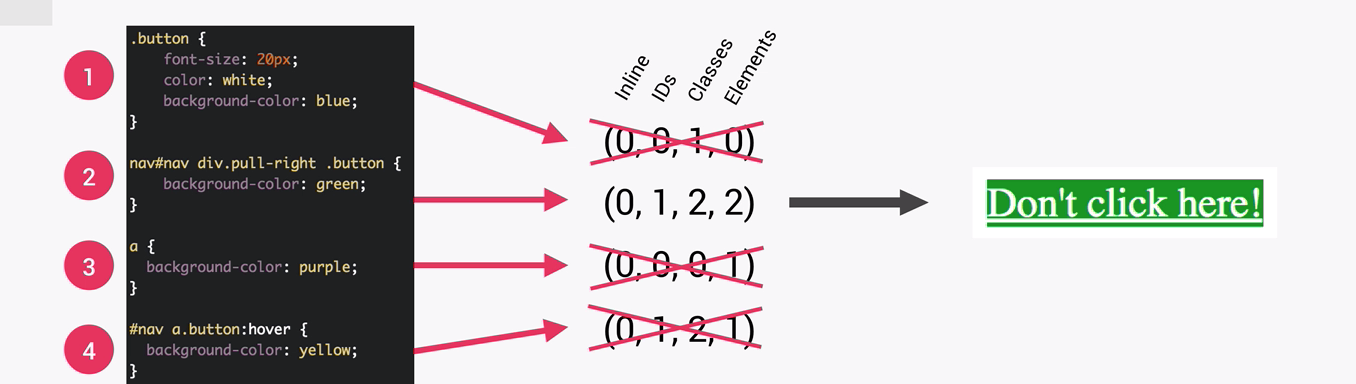 1
.button {
font-size: 20px;
color: white;
background-color: blue;
}
2
nav#nav div.pull-right .button {
background-color: green;
}
3
a {
background-color: purple;
}
4
#nav a.button:hover {
background-color: yellow;
}
Inline IDs Classes Elements
(0, 0, 1, 0)
(0, 1, 2, 2)
(0, 0, 0, 1)
(0, 1, 2, 1)
Don't click here!